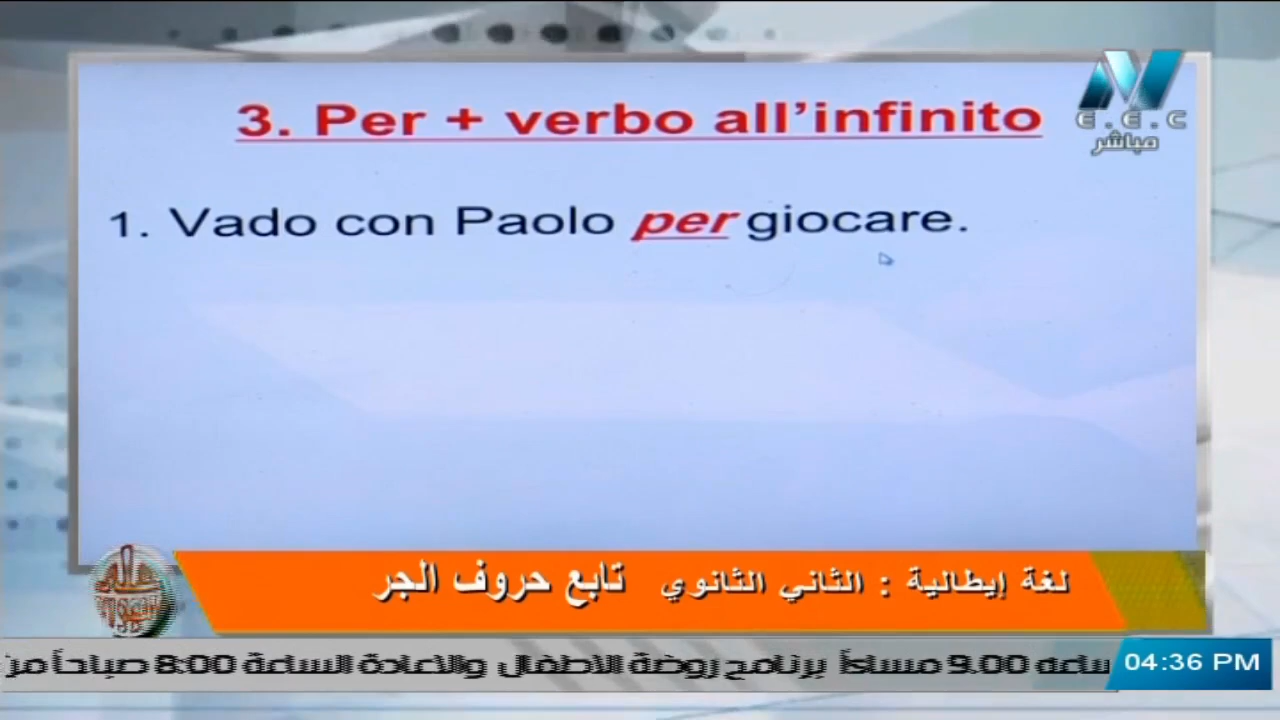 3. Per + verbo all'infinito
E.E.C
مباشر
1. Vado con Paolo per giocare.
لغة إيطالية : الثاني الثانوي تابع حروف الجر
ساعه 9.00 مساءاً برنامج روضة الاطفال والاعادة الساعة 8:00 صباحاً من
04:36 PM